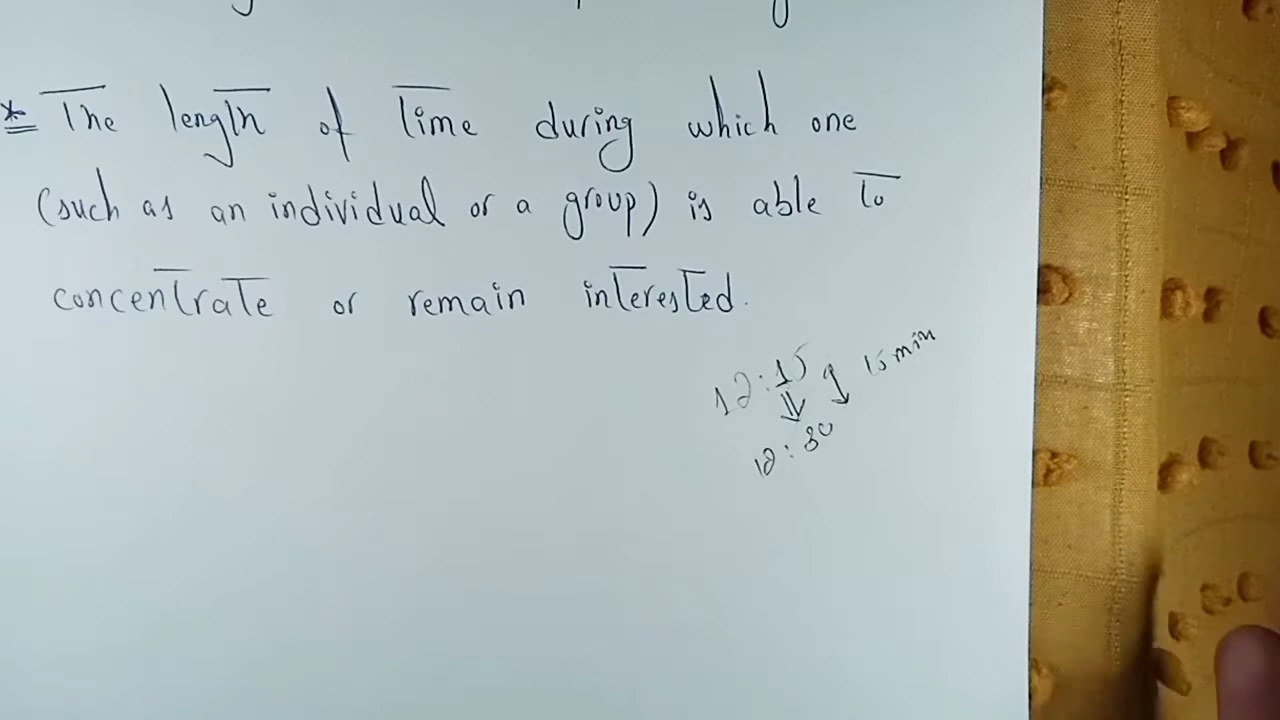 * The length of time during which one
(such as an individual or a group) is able to
concentrate or remain interested.
12:15 15 min
12:30